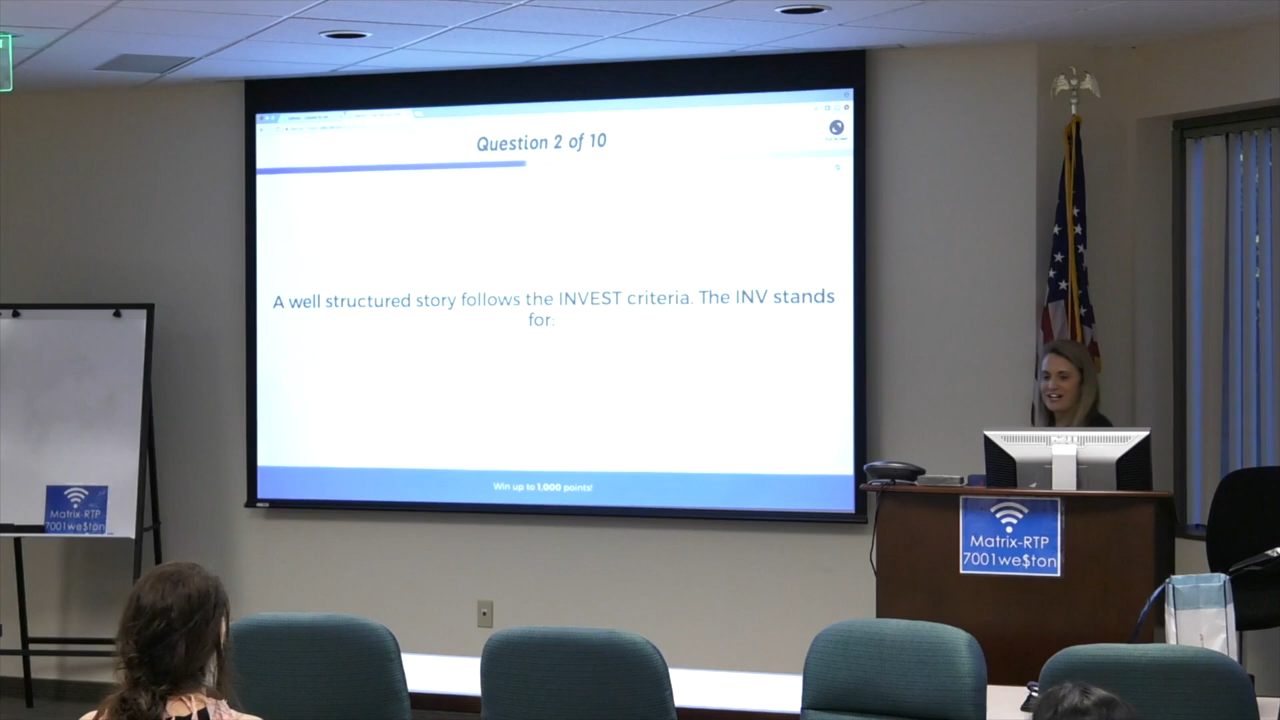 Question 2 of 10
A well structured story follows the INVEST criteria. The INV stands
for:
Win up to 1,000 points!
Matrix-RTP
7001we$ton
Matrix-RTP
7001we$ton